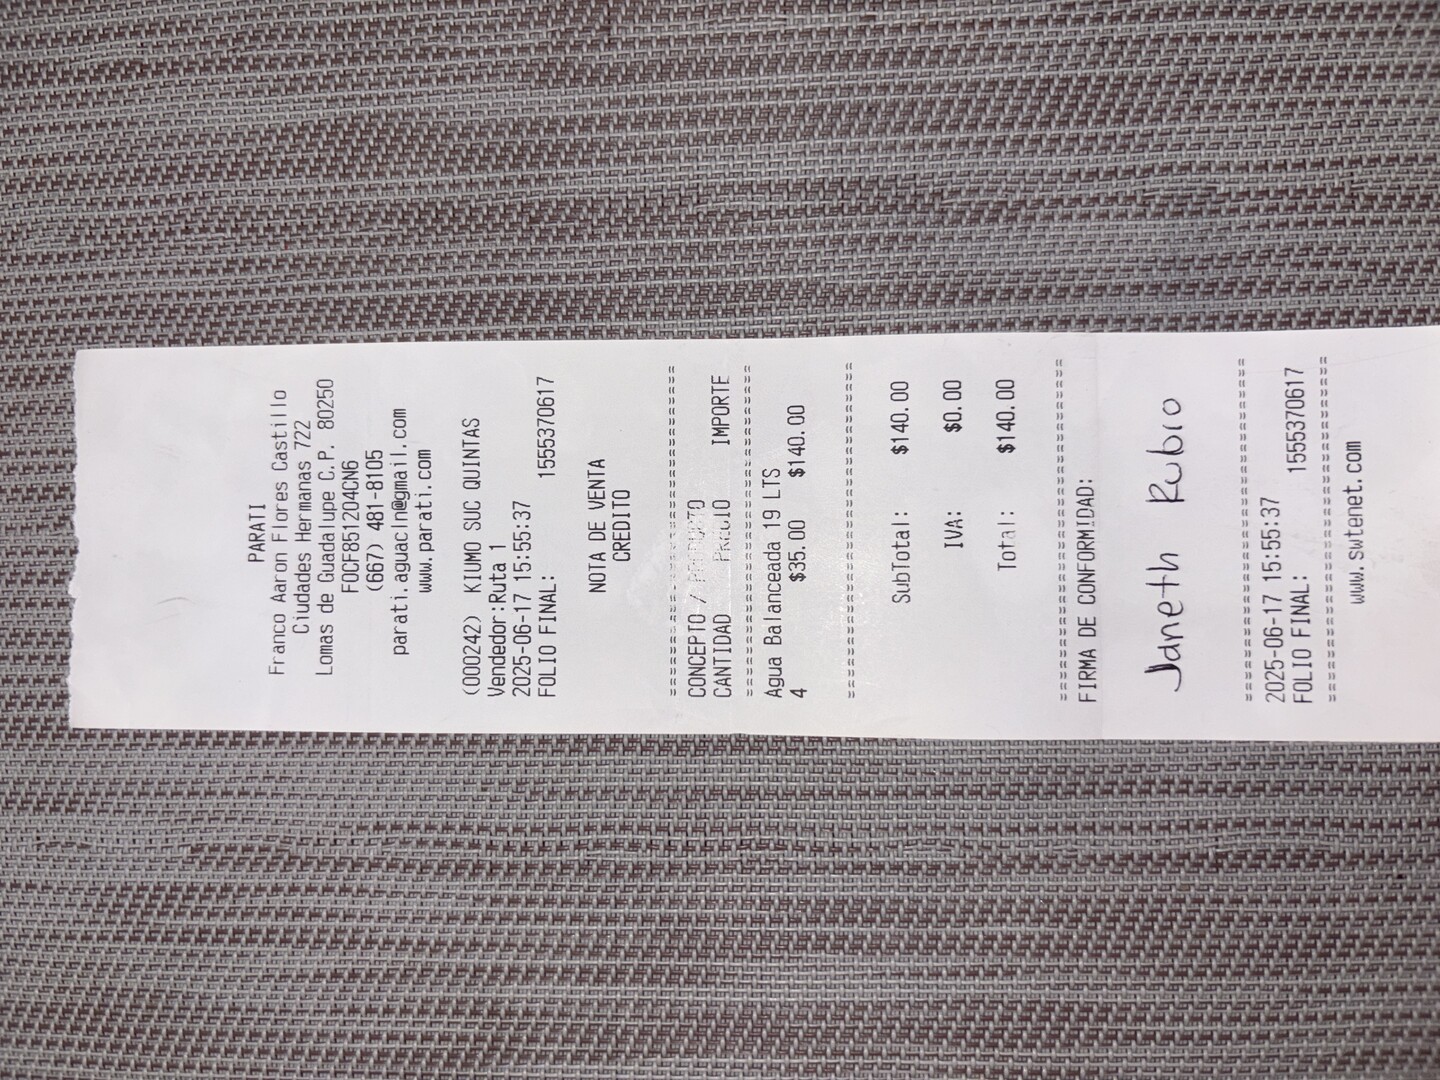 PARATI
Franco Aaron Flores Castillo
Ciudades Hermanas 722
Lomas de Guadalupe C.P. 80250
FOCF851204CN6
(667) 481-8105
parati.aguacln@gmail.com
www.parati.com
(000242) KIUMO SUC QUINTAS
Vendedor:Ruta 1
2025-06-17 15:55:37
FOLIO FINAL: 1555370617
NOTA DE VENTA
CREDITO
==============================
CONCEPTO / PRODUCTO
CANTIDAD PRECIO IMPORTE
==============================
Agua Balanceada 19 LTS
4 $35.00 $140.00
==============================
SubTotal: $140.00
IVA: $0.00
Total: $140.00
==============================
FIRMA DE CONFORMIDAD:
Janeth Rubio
==============================
2025-06-17 15:55:37
FOLIO FINAL: 1555370617
==============================
www.swtenet.com